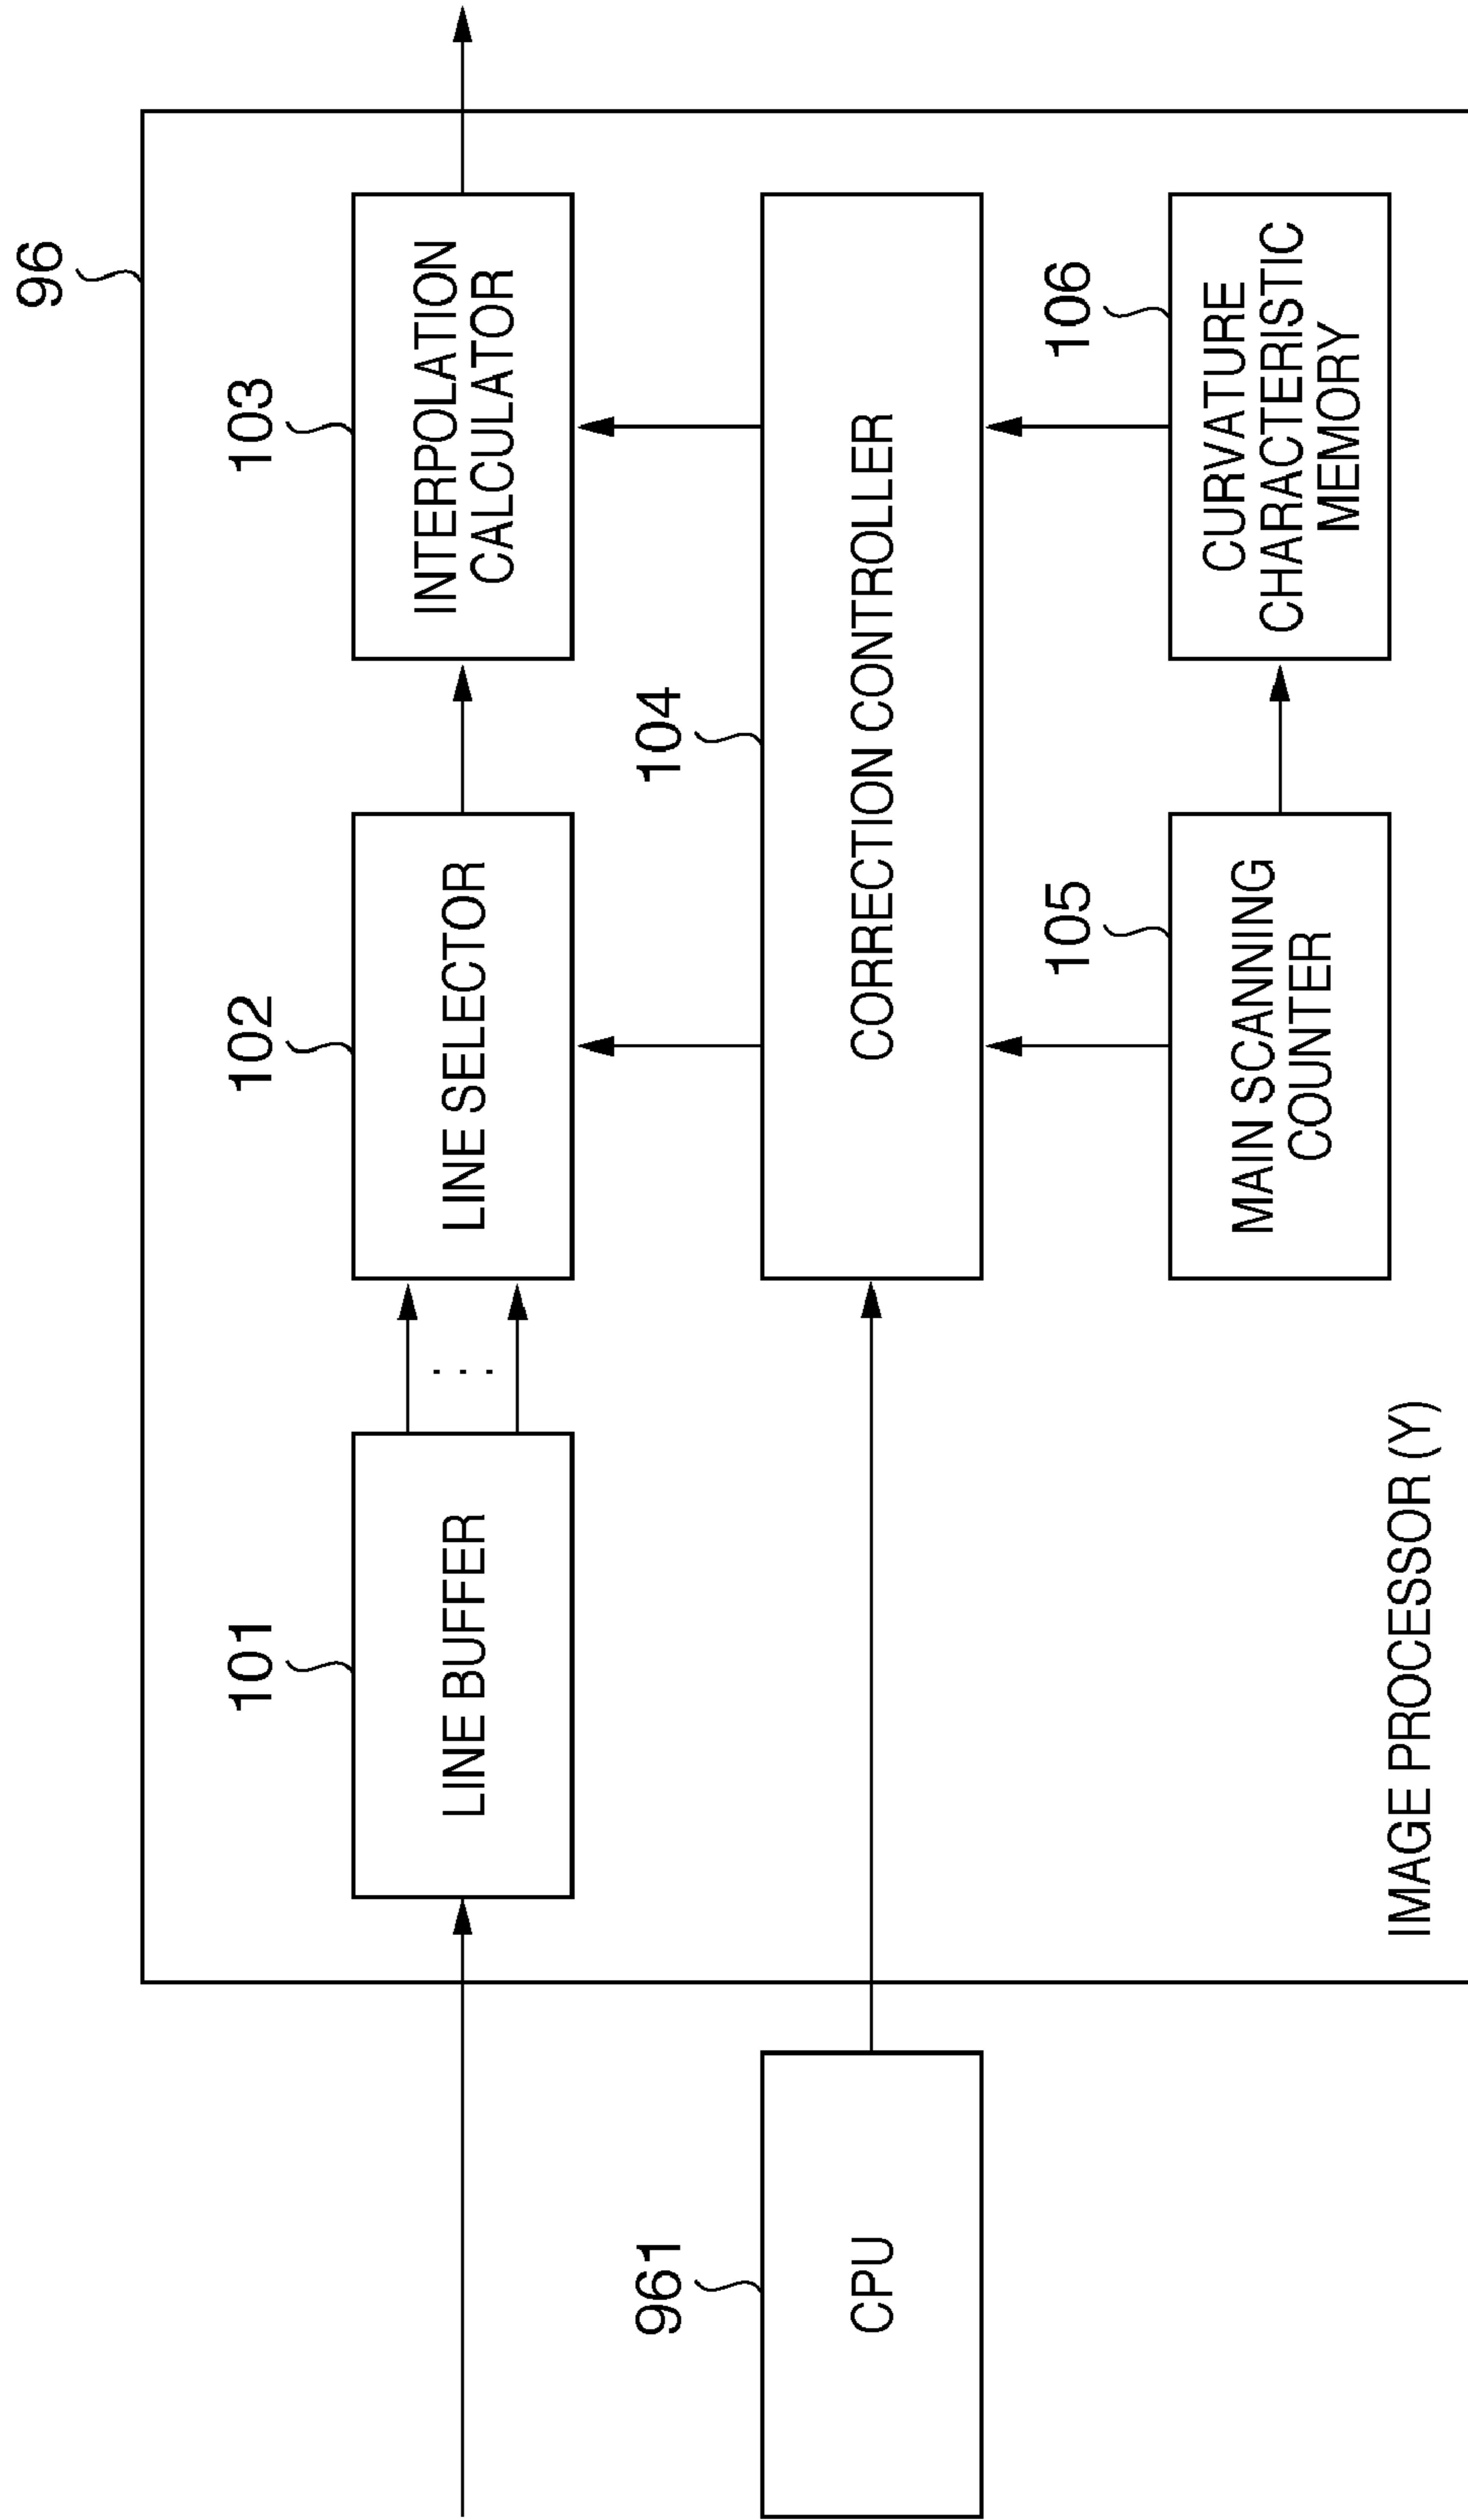 96
101
LINE BUFFER
102
LINE SELECTOR
103
INTERPOLATION
CALCULATOR
961
CPU
104
CORRECTION CONTROLLER
105
MAIN SCANNING
COUNTER
106
CURVATURE
CHARACTERISTIC
MEMORY
IMAGE PROCESSOR (Y)